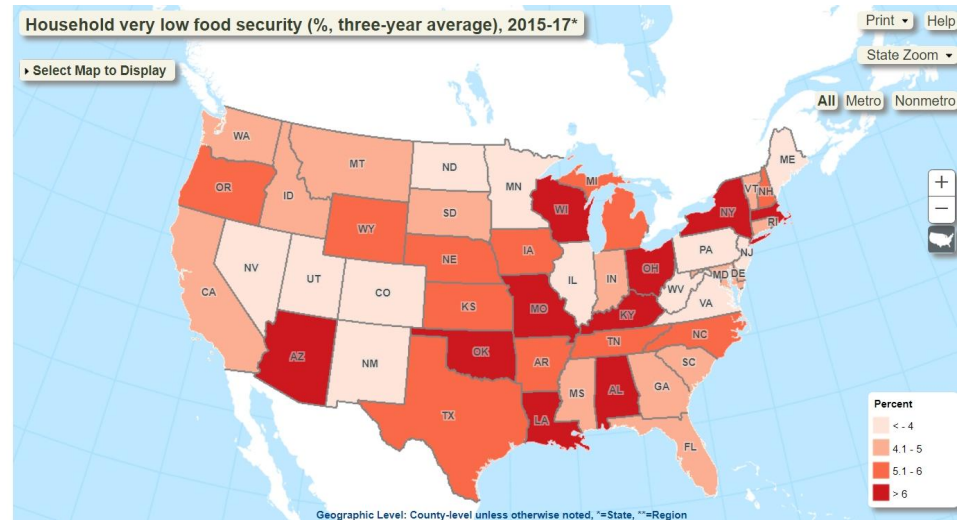 Household very low food security (%, three-year average), 2015-17*
Print
Help
Select Map to Display
State Zoom
All Metro Nonmetro
WA
MT
ND
MN
ME
OR
ID
SD
WI
MI
VT
NH
NY
WY
RI
NE
IA
PA
NJ
NV
UT
CO
IL
IN
OH
MD
DE
WV
VA
CA
KS
MO
KY
AZ
NM
OK
AR
TN
NC
SC
TX
LA
MS
AL
GA
FL
+
−
Percent
< - 4
4.1 - 5
5.1 - 6
> 6
Geographic Level: County-level unless otherwise noted, *=State, **=Region